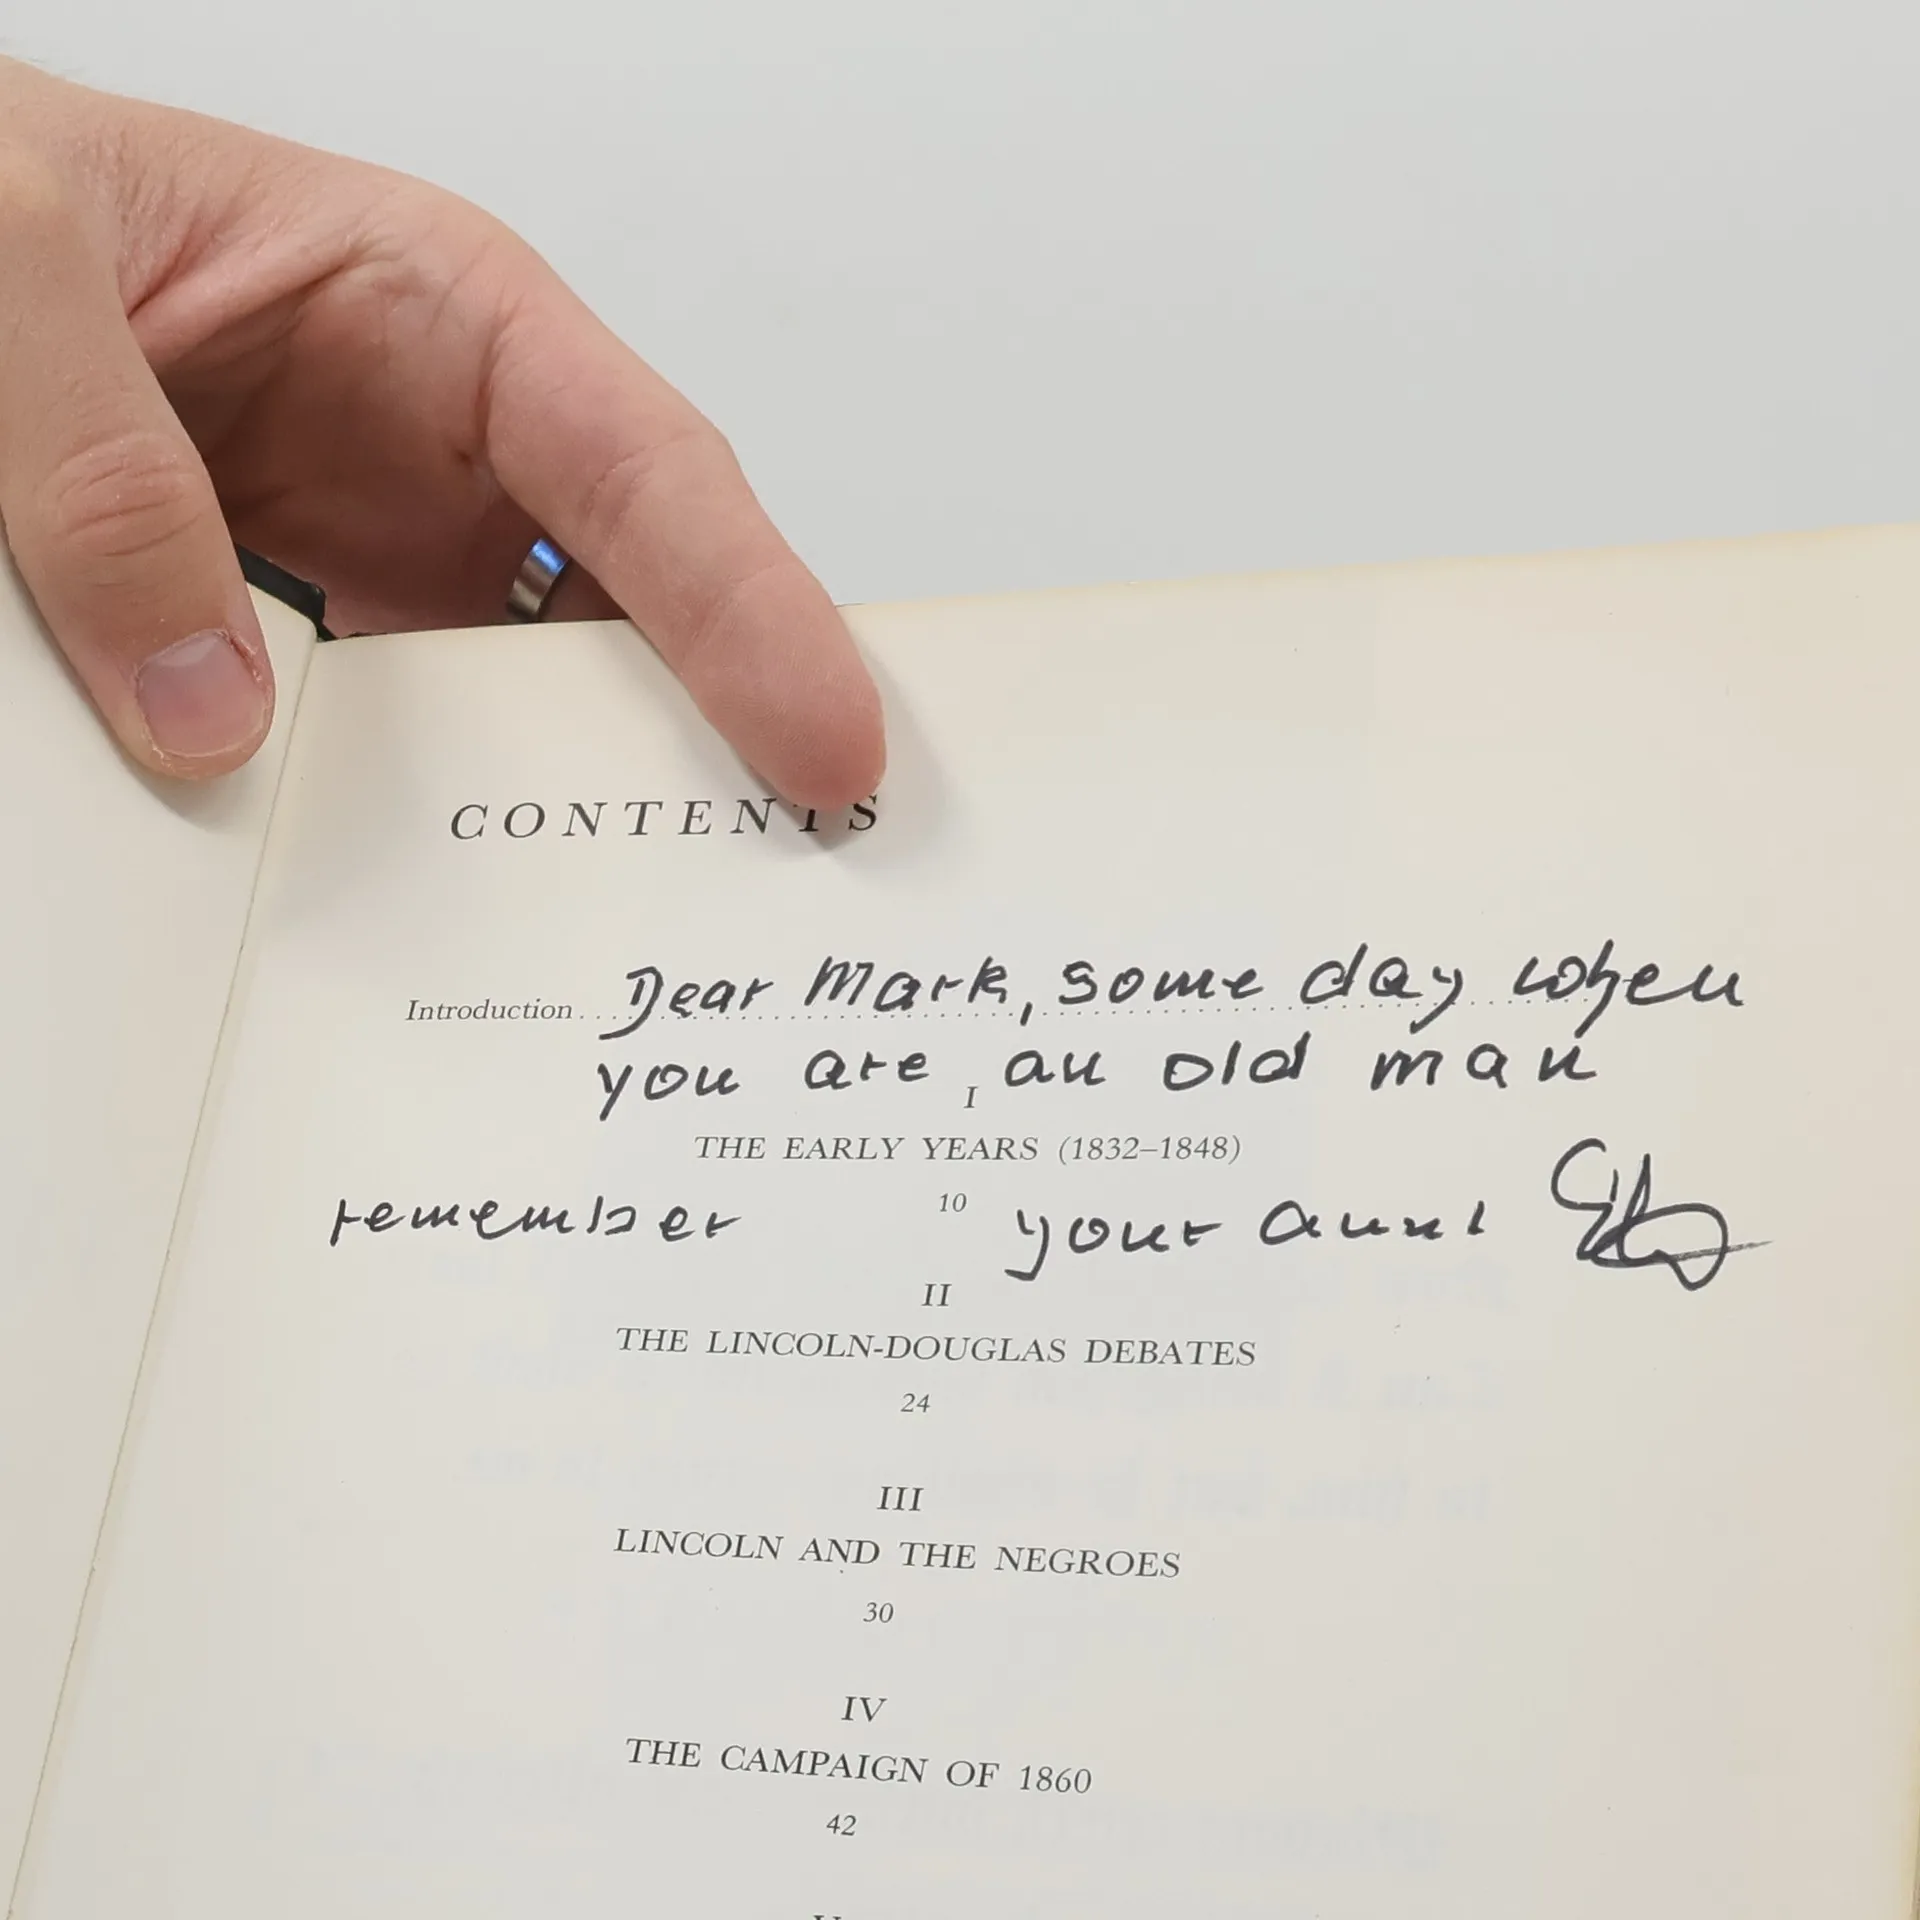 CONTENTS
Introduction
Dear Mark, some day when
you are an old man
I
THE EARLY YEARS (1832–1848)
10
remember your aunt
II
THE LINCOLN-DOUGLAS DEBATES
24
III
LINCOLN AND THE NEGROES
30
IV
THE CAMPAIGN OF 1860
42